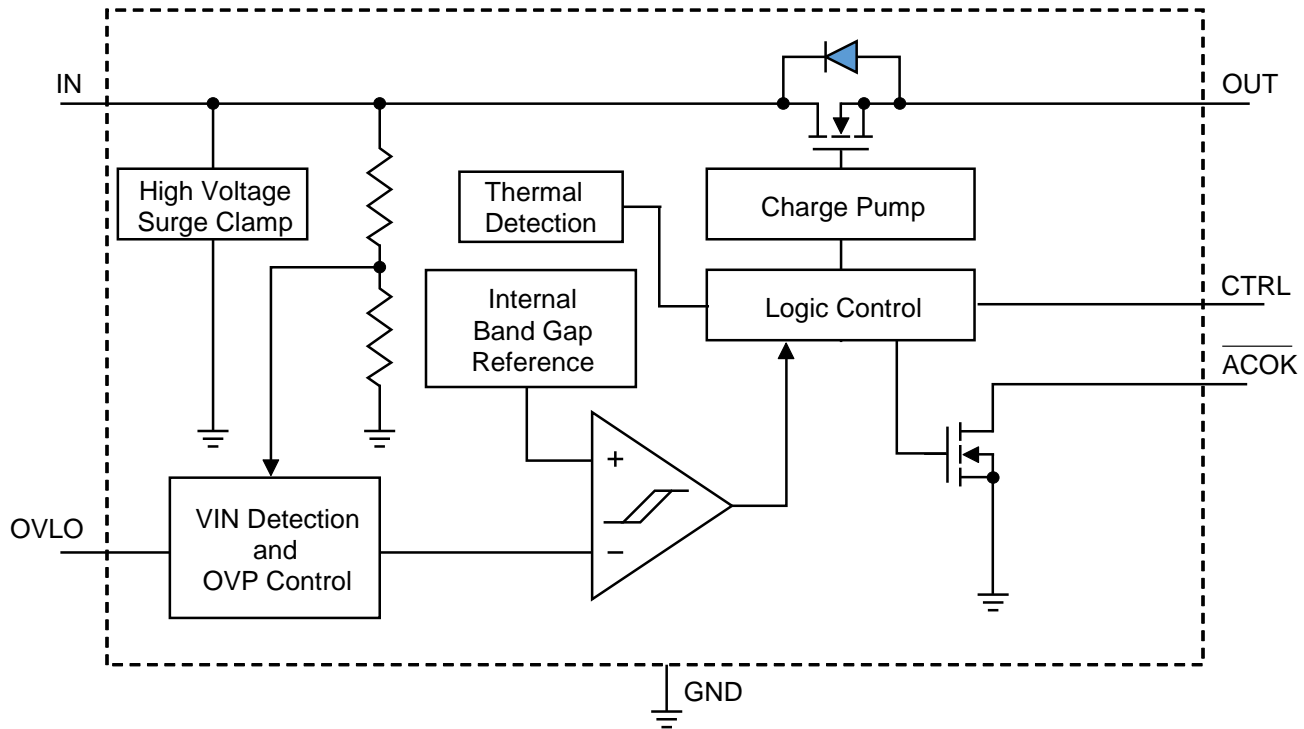 IN
OUT
High Voltage
Surge Clamp
Thermal
Detection
Charge Pump
Internal
Band Gap
Reference
Logic Control
CTRL
ACOK
+
−
VIN Detection
and
OVP Control
OVLO
GND